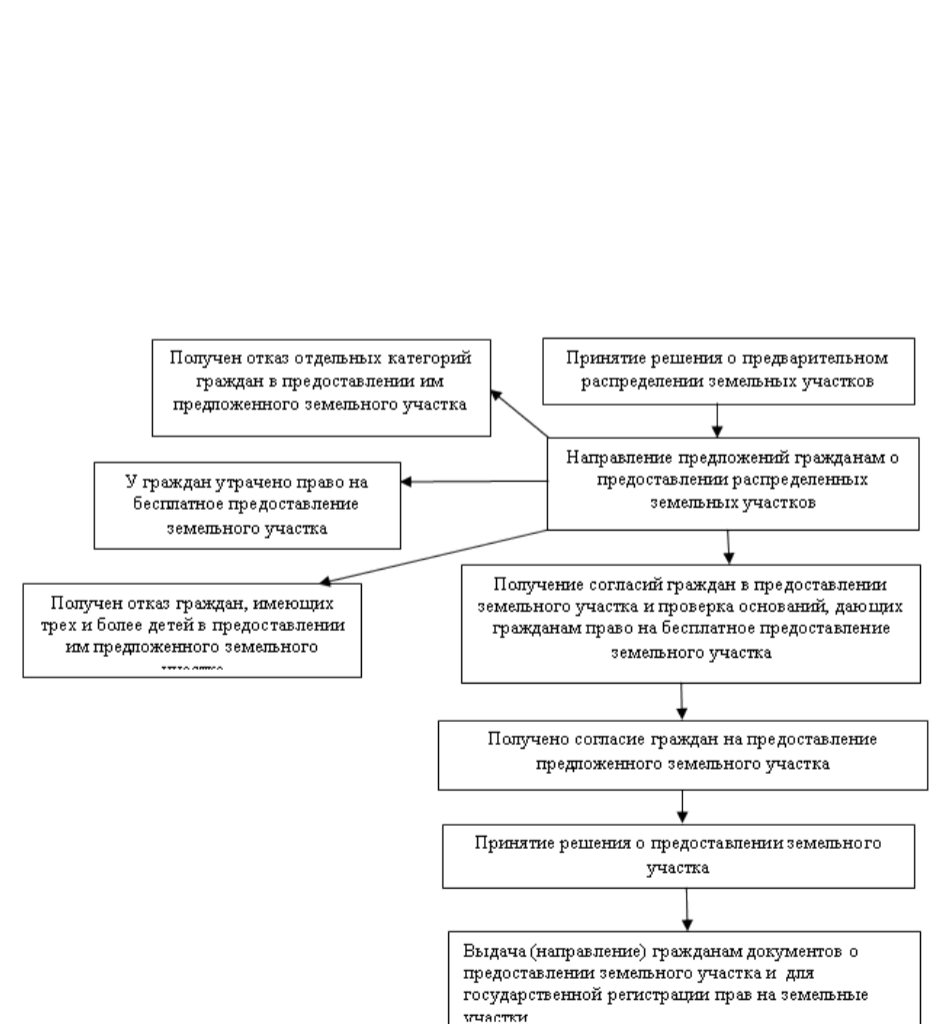 Получен отказ отдельных категорий
граждан в предоставлении им
предложенного земельного участка
Принятие решения о предварительном
распределении земельных участков
Направление предложений гражданам о
предоставлении распределенных
земельных участков
У граждан утрачено право на
бесплатное предоставление
земельного участка
Получен отказ граждан, имеющих
трех и более детей в предоставлении
им предложенного земельного
Получение согласий граждан в предоставлении
земельного участка и проверка оснований, дающих
гражданам право на бесплатное предоставление
земельного участка
Получено согласие граждан на предоставление
предложенного земельного участка
Принятие решения о предоставлении земельного
участка
Выдача (направление) гражданам документов о
предоставлении земельного участка и для
государственной регистрации прав на земельные
участки